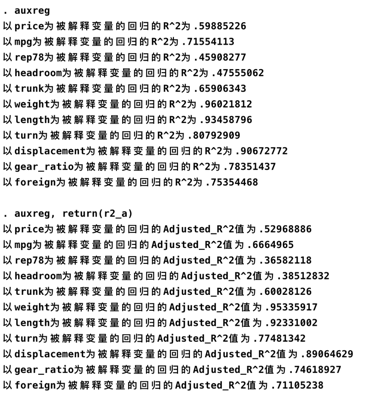 . auxreg
以price为被解释变量的回归的R^2为.59885226
以mpg为被解释变量的回归的R^2为.71554113
以rep78为被解释变量的回归的R^2为.45908277
以headroom为被解释变量的回归的R^2为.47555062
以trunk为被解释变量的回归的R^2为.65906343
以weight为被解释变量的回归的R^2为.96021812
以length为被解释变量的回归的R^2为.93458796
以turn为被解释变量的回归的R^2为.80792909
以displacement为被解释变量的回归的R^2为.90672772
以gear_ratio为被解释变量的回归的R^2为.78351437
以foreign为被解释变量的回归的R^2为.75354468
. auxreg, return(r2_a)
以price为被解释变量的回归的Adjusted_R^2值为.52968886
以mpg为被解释变量的回归的Adjusted_R^2值为.6664965
以rep78为被解释变量的回归的Adjusted_R^2值为.36582118
以headroom为被解释变量的回归的Adjusted_R^2值为.38512832
以trunk为被解释变量的回归的Adjusted_R^2值为.60028126
以weight为被解释变量的回归的Adjusted_R^2值为.95335917
以length为被解释变量的回归的Adjusted_R^2值为.92331002
以turn为被解释变量的回归的Adjusted_R^2值为.77481342
以displacement为被解释变量的回归的Adjusted_R^2值为.89064629
以gear_ratio为被解释变量的回归的Adjusted_R^2值为.74618927
以foreign为被解释变量的回归的Adjusted_R^2值为.71105238